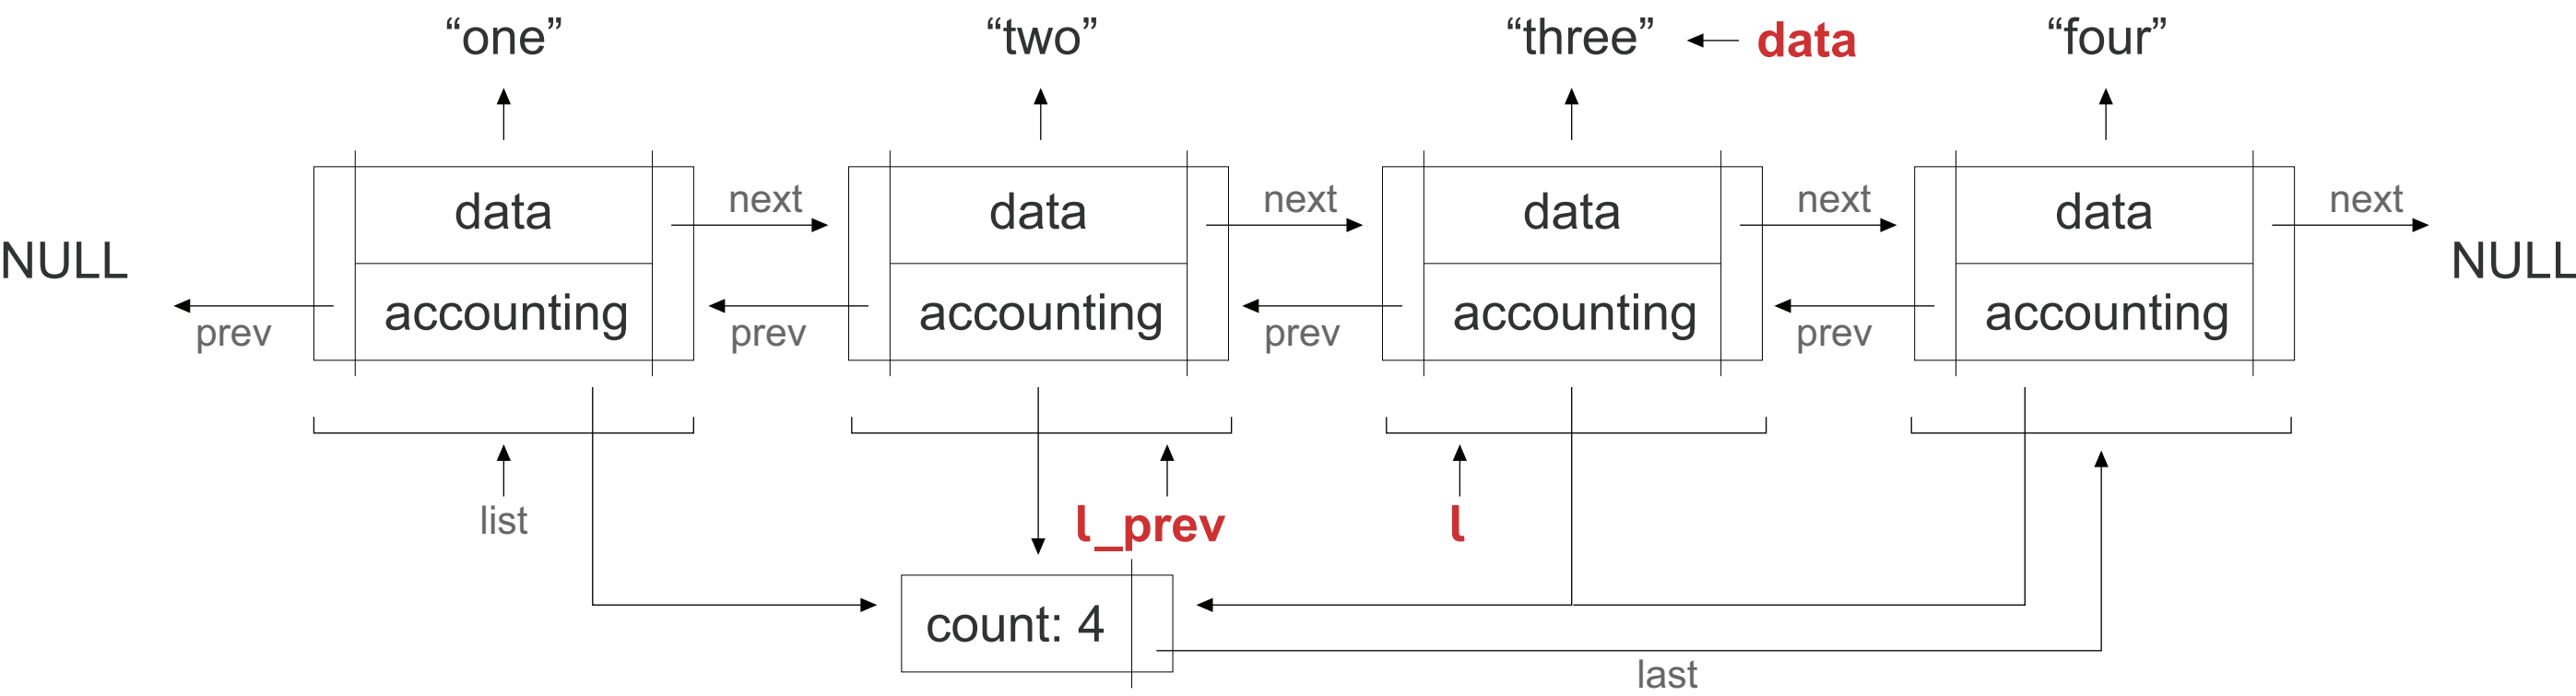 “one” “two” “three” data “four”
data next data next data next data next
NULL NULL
prev accounting prev accounting prev accounting prev accounting
list l_prev l
count: 4
last